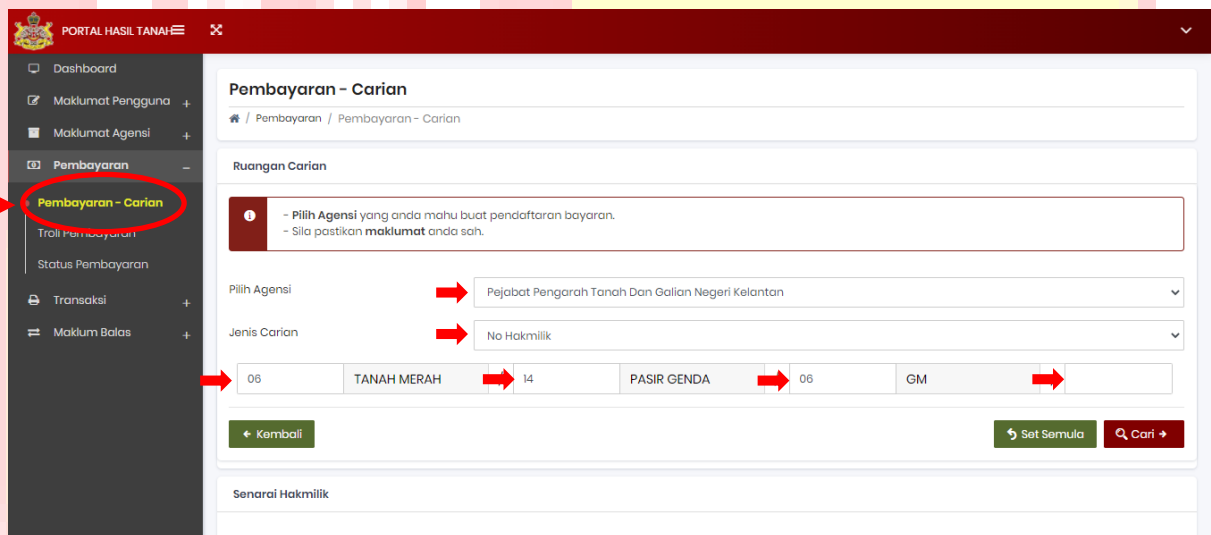 PORTAL HASIL TANAH
Dashboard
Maklumat Pengguna +
Maklumat Agensi +
Pembayaran -
Pembayaran - Carian
Troli Pembayaran
Status Pembayaran
Transaksi +
Maklum Balas +
Pembayaran - Carian
/ Pembayaran / Pembayaran - Carian
Ruangan Carian
- Pilih Agensi yang anda mahu buat pendaftaran bayaran.
- Sila pastikan maklumat anda sah.
Pilih Agensi
Pejabat Pengarah Tanah Dan Galian Negeri Kelantan
Jenis Carian
No Hakmilik
06 TANAH MERAH 14 PASIR GENDA 06 GM
Kembali
Set Semula
Cari
Senarai Hakmilik